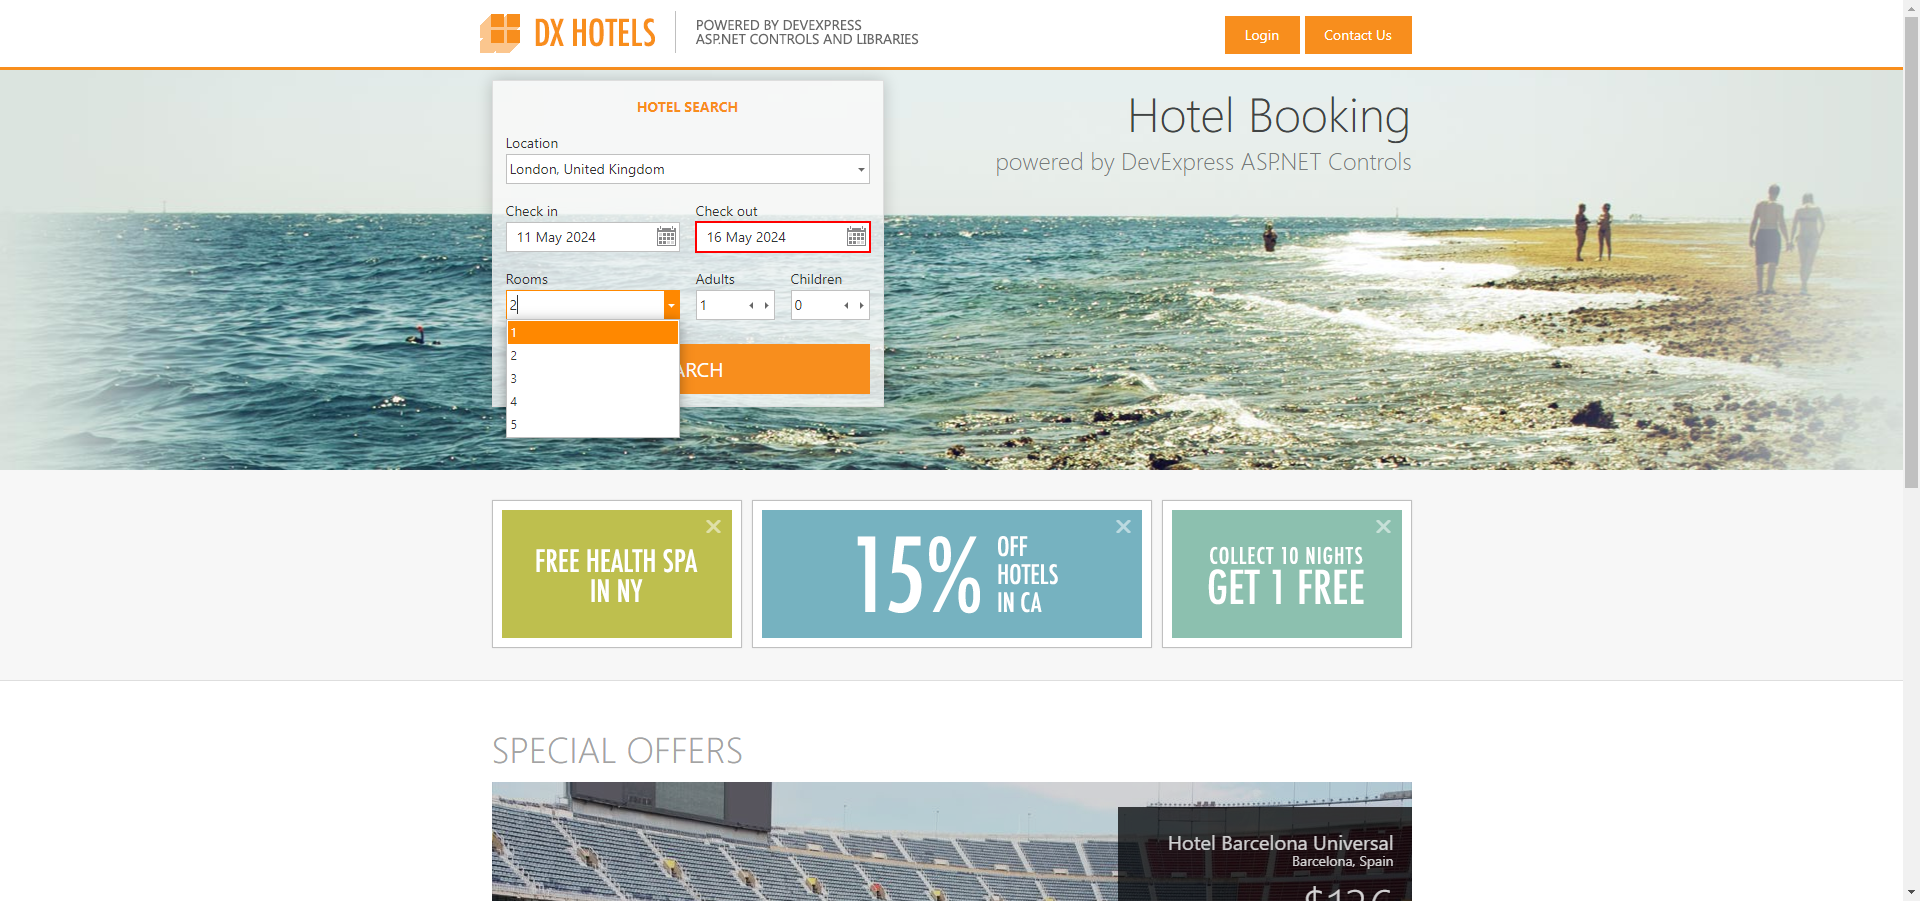 DX HOTELS
POWERED BY DEVEXPRESS
ASP.NET CONTROLS AND LIBRARIES
Login
Contact Us
HOTEL SEARCH
Location
London, United Kingdom
Check in
Check out
11 May 2024
16 May 2024
Rooms
Adults
Children
2
1
0
1
2
3
4
5
ARCH
Hotel Booking
powered by DevExpress ASP.NET Controls
FREE HEALTH SPA
IN NY
15%
OFF
HOTELS
IN CA
COLLECT 10 NIGHTS
GET 1 FREE
SPECIAL OFFERS
Hotel Barcelona Universal
Barcelona, Spain